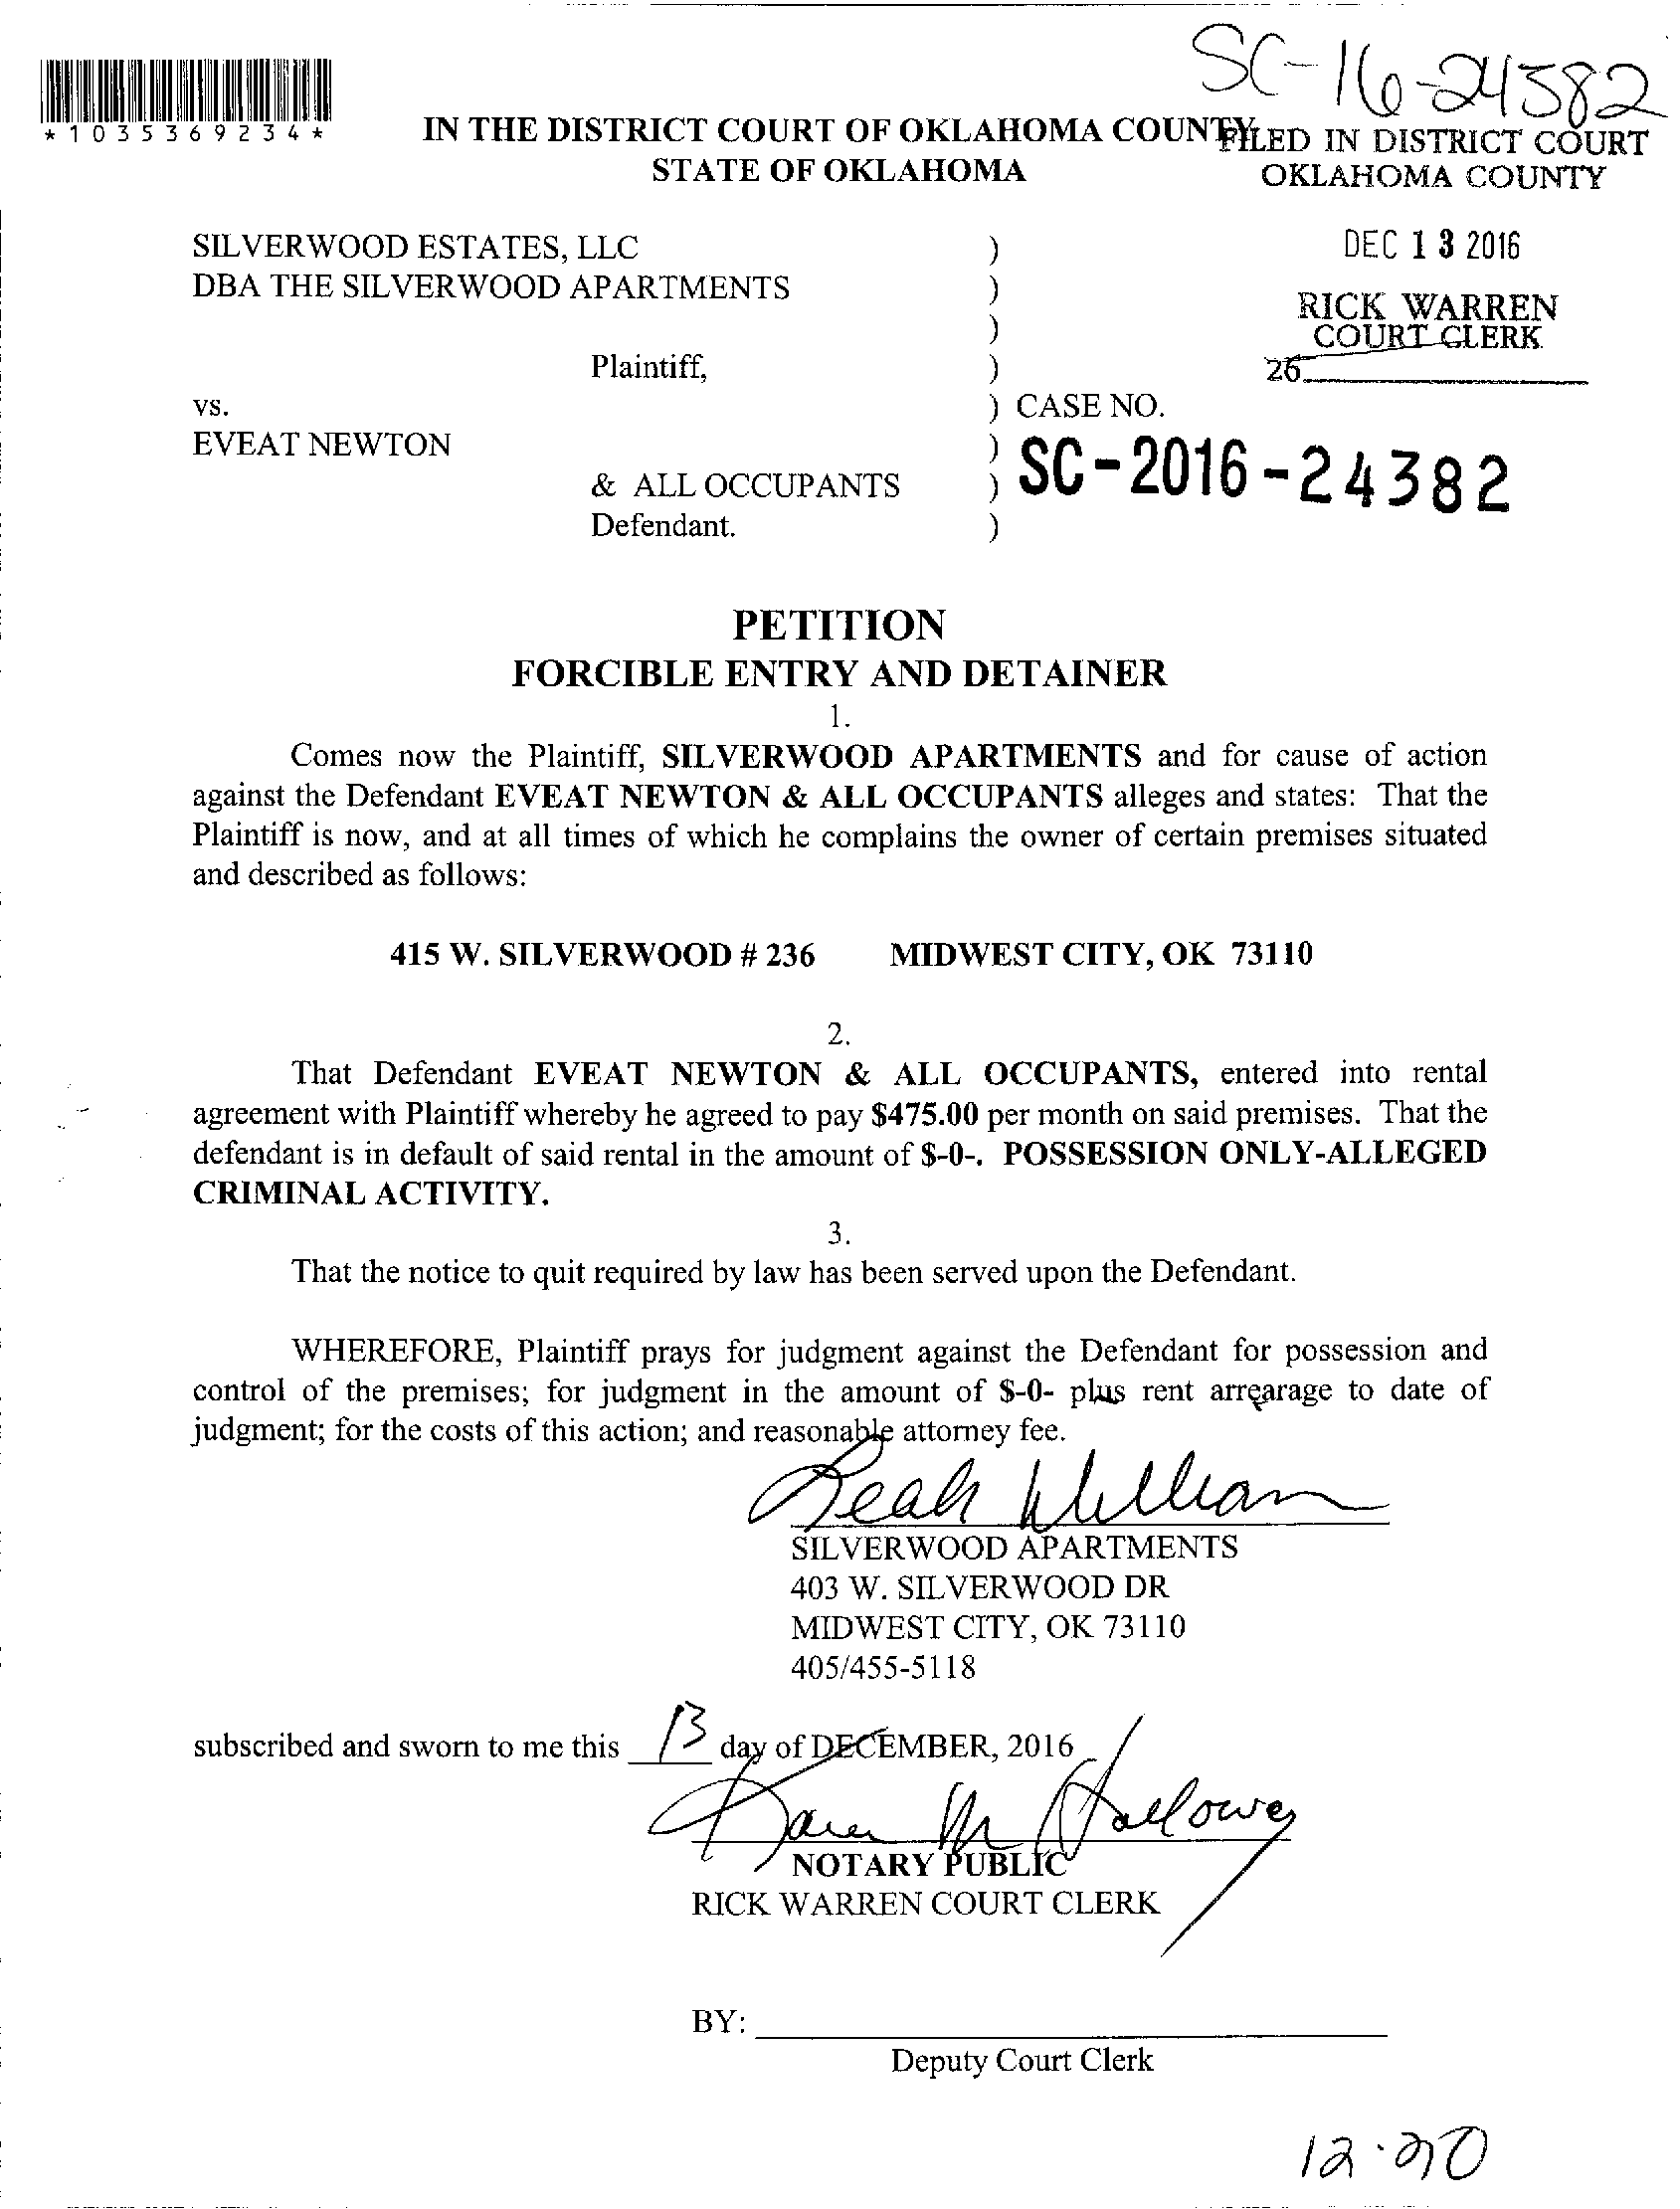 SC-16-24382
*1035369234*
IN THE DISTRICT COURT OF OKLAHOMA COUNTY
STATE OF OKLAHOMA
FILED IN DISTRICT COURT
OKLAHOMA COUNTY
DEC 13 2016
RICK WARREN
COURT CLERK
26
SILVERWOOD ESTATES, LLC )
DBA THE SILVERWOOD APARTMENTS )
)
Plaintiff, )
vs. ) CASE NO.
EVEAT NEWTON ) SC-2016-24382
& ALL OCCUPANTS )
Defendant. )
PETITION
FORCIBLE ENTRY AND DETAINER
1.
Comes now the Plaintiff, SILVERWOOD APARTMENTS and for cause of action
against the Defendant EVEAT NEWTON & ALL OCCUPANTS alleges and states: That the
Plaintiff is now, and at all times of which he complains the owner of certain premises situated
and described as follows:
415 W. SILVERWOOD # 236 MIDWEST CITY, OK 73110
2.
That Defendant EVEAT NEWTON & ALL OCCUPANTS, entered into rental
agreement with Plaintiff whereby he agreed to pay $475.00 per month on said premises. That the
defendant is in default of said rental in the amount of $-0-. POSSESSION ONLY-ALLEGED
CRIMINAL ACTIVITY.
3.
That the notice to quit required by law has been served upon the Defendant.
WHEREFORE, Plaintiff prays for judgment against the Defendant for possession and
control of the premises; for judgment in the amount of $-0- plus rent arrearage to date of
judgment; for the costs of this action; and reasonable attorney fee.
Leah William
SILVERWOOD APARTMENTS
403 W. SILVERWOOD DR
MIDWEST CITY, OK 73110
405/455-5118
subscribed and sworn to me this 13 day of DECEMBER, 2016
Karen M Holloway
NOTARY PUBLIC
RICK WARREN COURT CLERK
BY:
Deputy Court Clerk
12.20